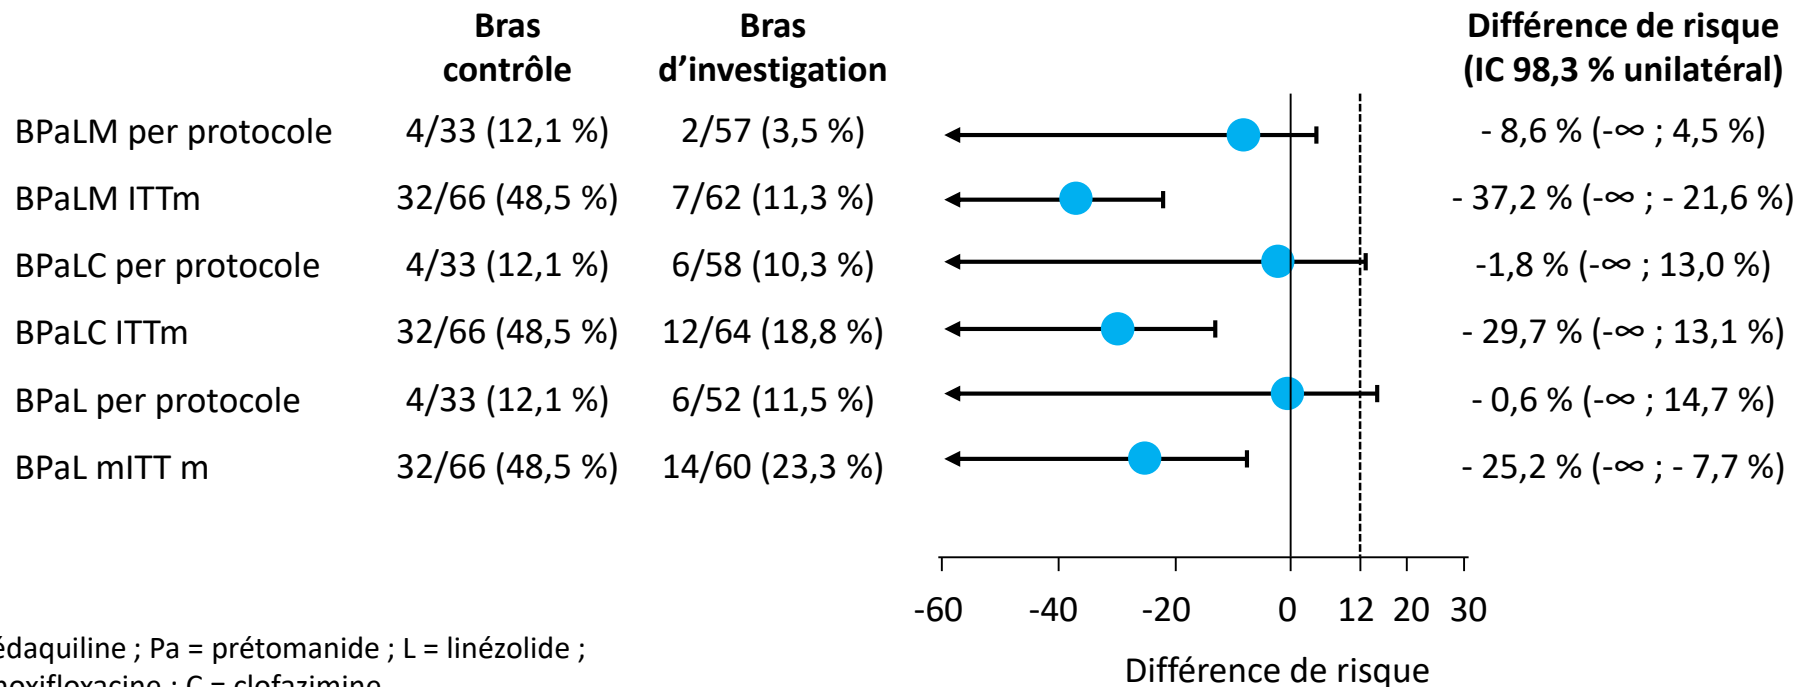 Bras contrôle
Bras d’investigation
Différence de risque (IC 98,3 % unilatéral)
BPaLM per protocole 4/33 (12,1 %) 2/57 (3,5 %) - 8,6 % (-∞ ; 4,5 %)
BPaLM ITTm 32/66 (48,5 %) 7/62 (11,3 %) - 37,2 % (-∞ ; - 21,6 %)
BPaLC per protocole 4/33 (12,1 %) 6/58 (10,3 %) -1,8 % (-∞ ; 13,0 %)
BPaLC ITTm 32/66 (48,5 %) 12/64 (18,8 %) - 29,7 % (-∞ ; 13,1 %)
BPaL per protocole 4/33 (12,1 %) 6/52 (11,5 %) - 0,6 % (-∞ ; 14,7 %)
BPaL mITT m 32/66 (48,5 %) 14/60 (23,3 %) - 25,2 % (-∞ ; - 7,7 %)
-60 -40 -20 0 12 20 30
Différence de risque
édaquiline ; Pa = prétomanide ; L = linézolide ;
moxifloxacine ; C = clofazimine